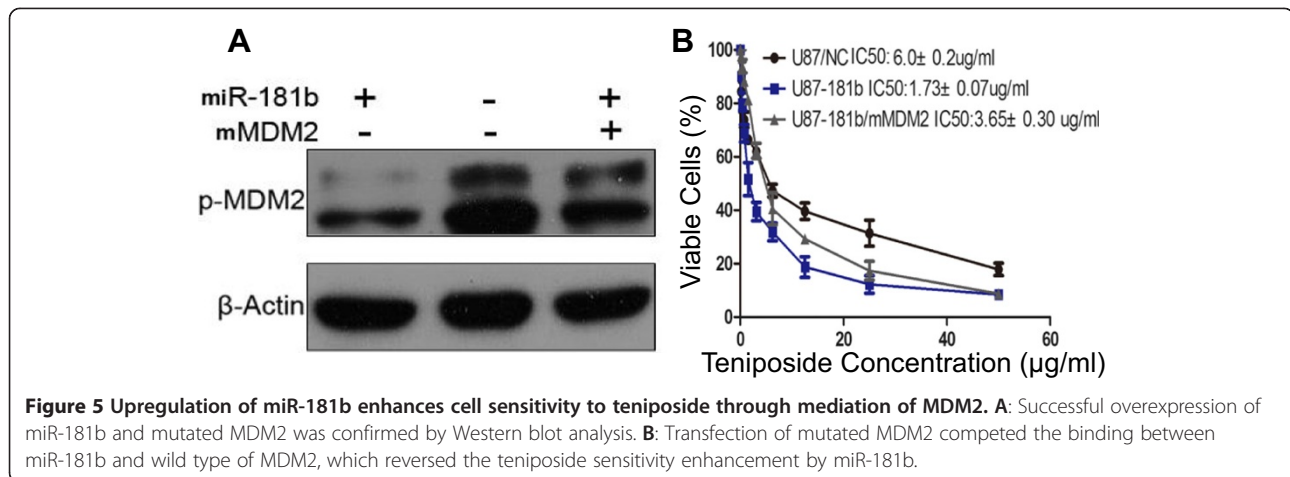 A
miR-181b + - +
mMDM2 - - +
p-MDM2
β-Actin
B
Viable Cells (%)
100
80
60
40
20
0
U87/NC IC50: 6.0± 0.2ug/ml
U87-181b IC50:1.73± 0.07ug/ml
U87-181b/mMDM2 IC50:3.65± 0.30 ug/ml
0 20 40 60
Teniposide Concentration (µg/ml)
Figure 5 Upregulation of miR-181b enhances cell sensitivity to teniposide through mediation of MDM2. A: Successful overexpression of
miR-181b and mutated MDM2 was confirmed by Western blot analysis. B: Transfection of mutated MDM2 competed the binding between
miR-181b and wild type of MDM2, which reversed the teniposide sensitivity enhancement by miR-181b.